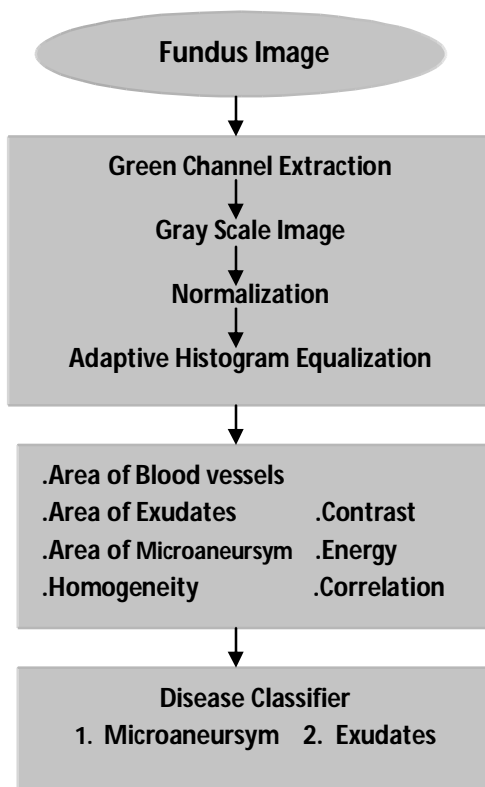 Fundus Image
Green Channel Extraction
Gray Scale Image
Normalization
Adaptive Histogram Equalization
.Area of Blood vessels
.Area of Exudates .Contrast
.Area of Microaneursym .Energy
.Homogeneity .Correlation
Disease Classifier
1. Microaneursym 2. Exudates